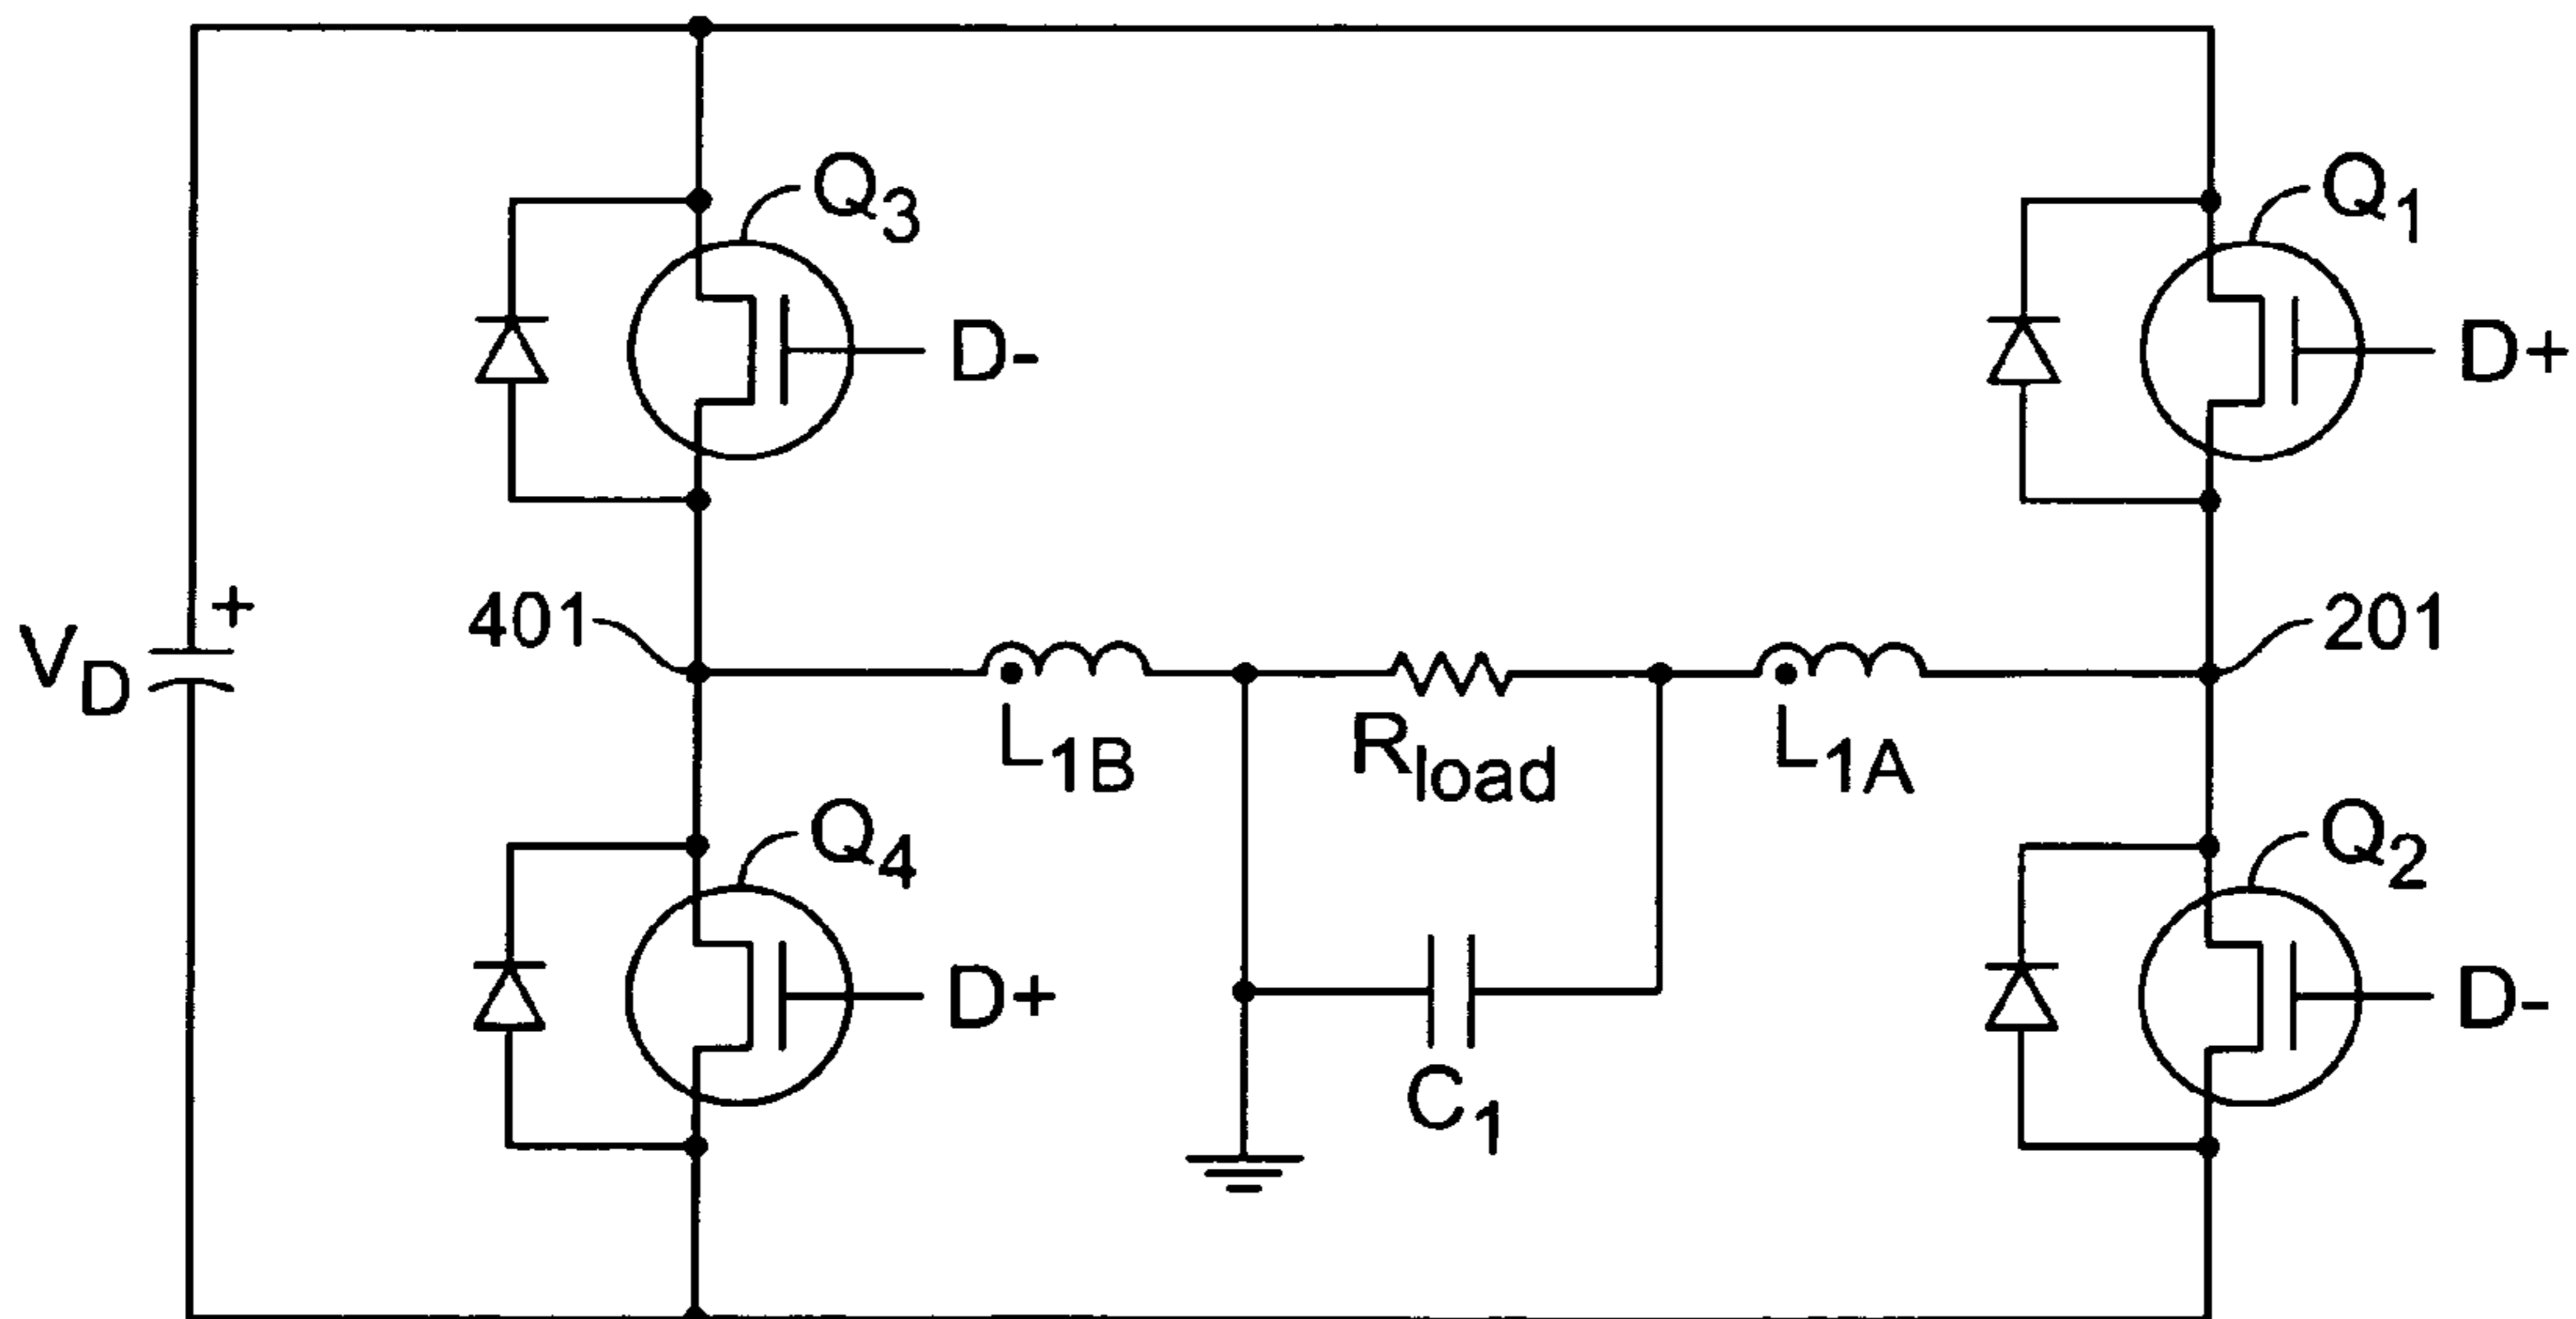 Q3
Q1
D-
D+
+
VD
401
L1B
Rload
L1A
201
Q4
Q2
D+
D-
C1